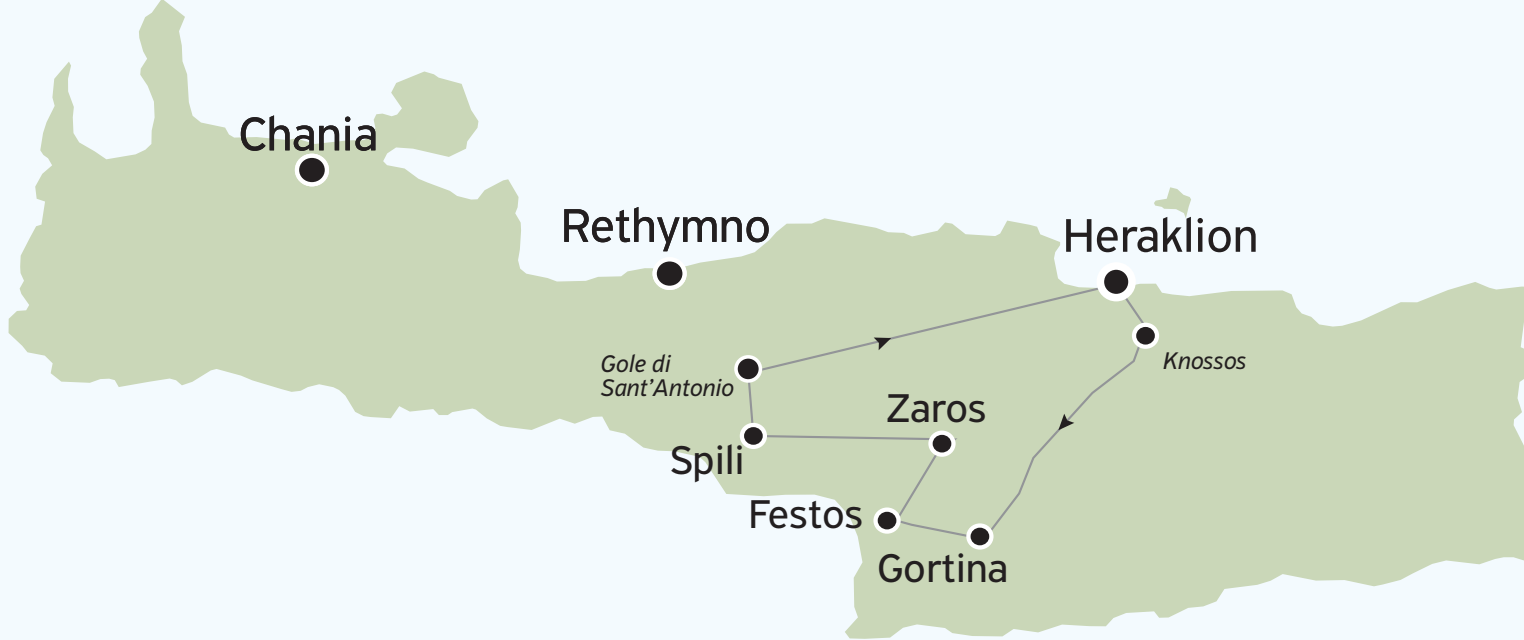 Chania
Rethymno
Heraklion
Knossos
Gole di
Sant'Antonio
Zaros
Spili
Festos
Gortina